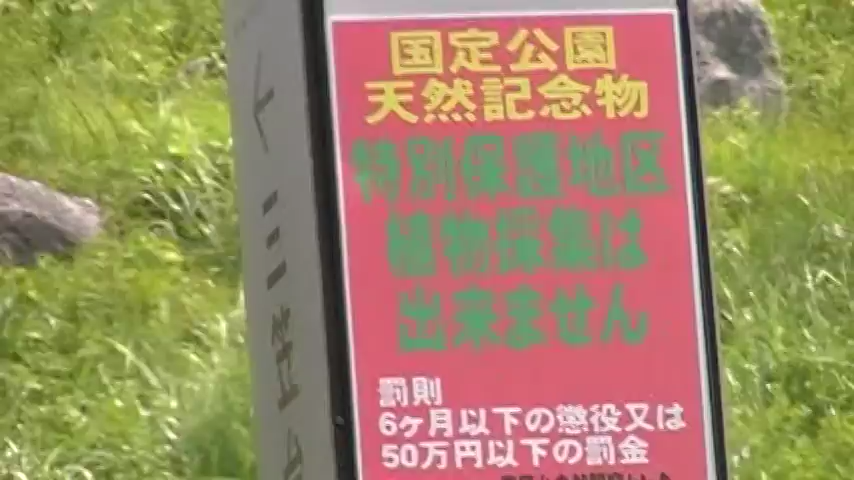 国定公園
天然記念物
特別保護地区
植物採集は
出来ません
罰則
6ケ月以下の懲役又は
50万円以下の罰金